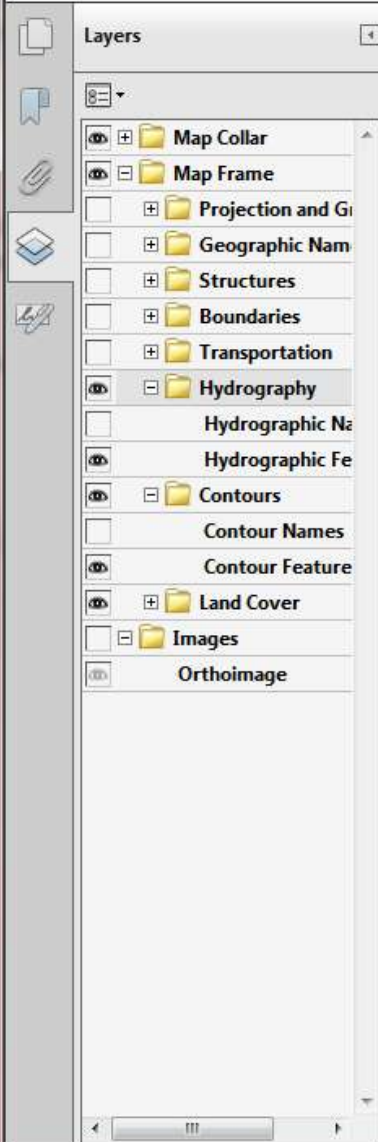 Layers
Map Collar
Map Frame
Projection and Gr
Geographic Nam
Structures
Boundaries
Transportation
Hydrography
Hydrographic Na
Hydrographic Fe
Contours
Contour Names
Contour Feature
Land Cover
Images
Orthoimage